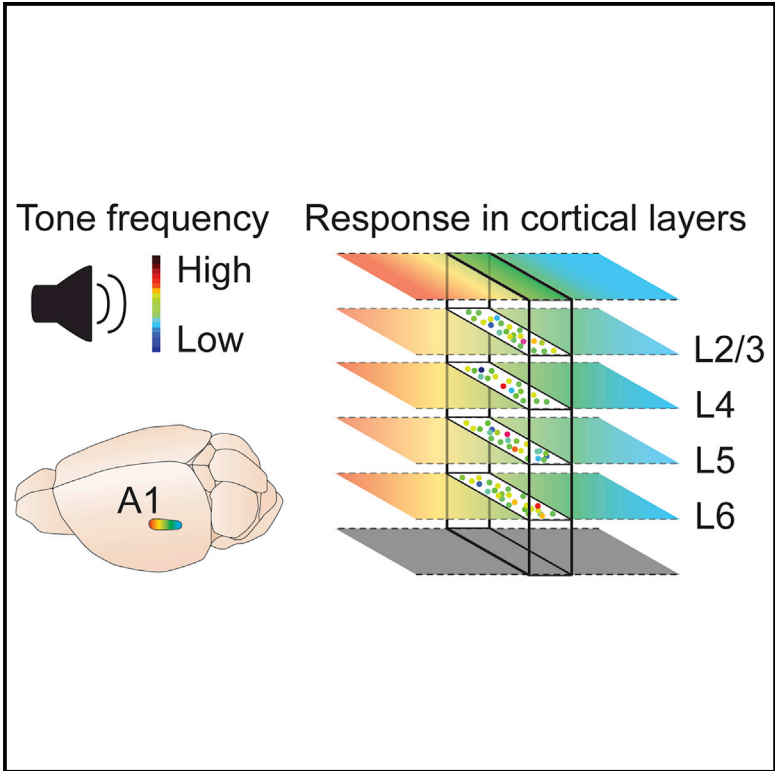 Tone frequency
High
Low
A1
Response in cortical layers
L2/3
L4
L5
L6